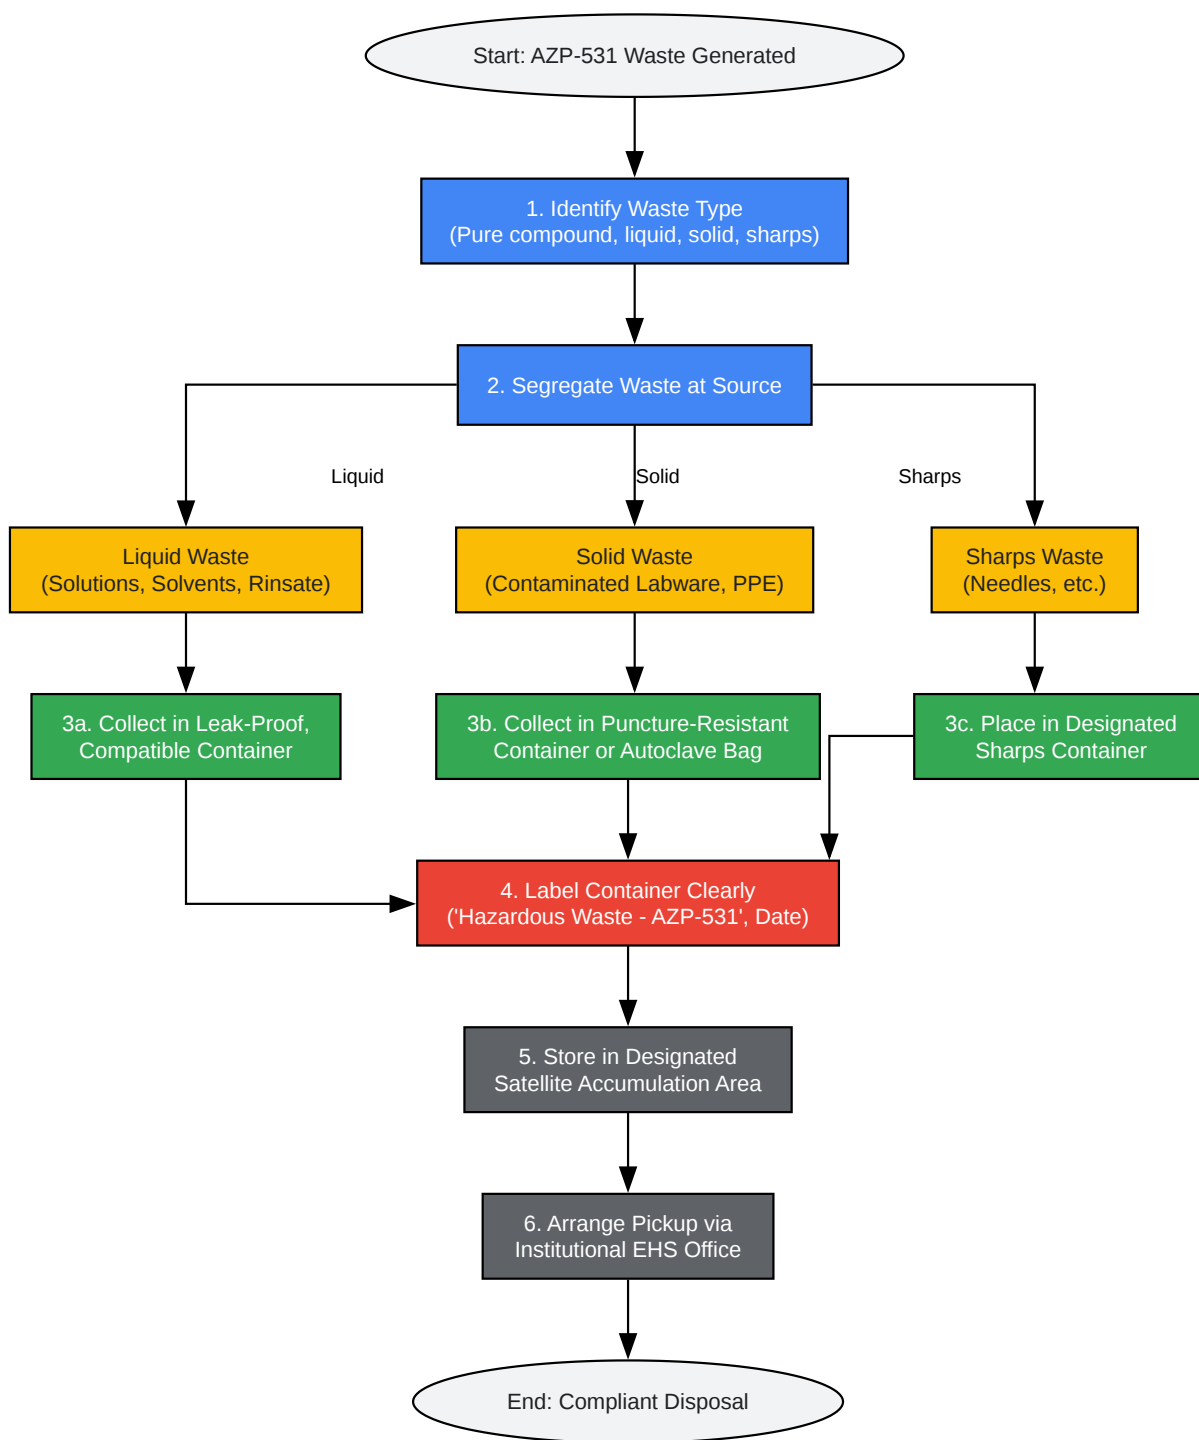 Start: AZP-531 Waste Generated
1. Identify Waste Type
(Pure compound, liquid, solid, sharps)
2. Segregate Waste at Source
Liquid
Solid
Sharps
Liquid Waste
(Solutions, Solvents, Rinsate)
Solid Waste
(Contaminated Labware, PPE)
Sharps Waste
(Needles, etc.)
3a. Collect in Leak-Proof,
Compatible Container
3b. Collect in Puncture-Resistant
Container or Autoclave Bag
3c. Place in Designated
Sharps Container
4. Label Container Clearly
('Hazardous Waste - AZP-531', Date)
5. Store in Designated
Satellite Accumulation Area
6. Arrange Pickup via
Institutional EHS Office
End: Compliant Disposal